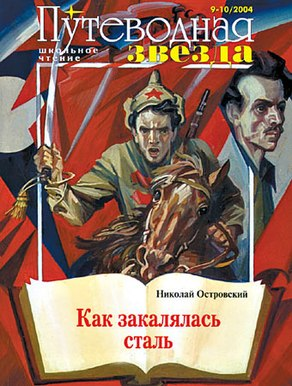 Путеводная
9-10/2004
школьное
чтение
звезда
Николай Островский
Как закалялась
сталь